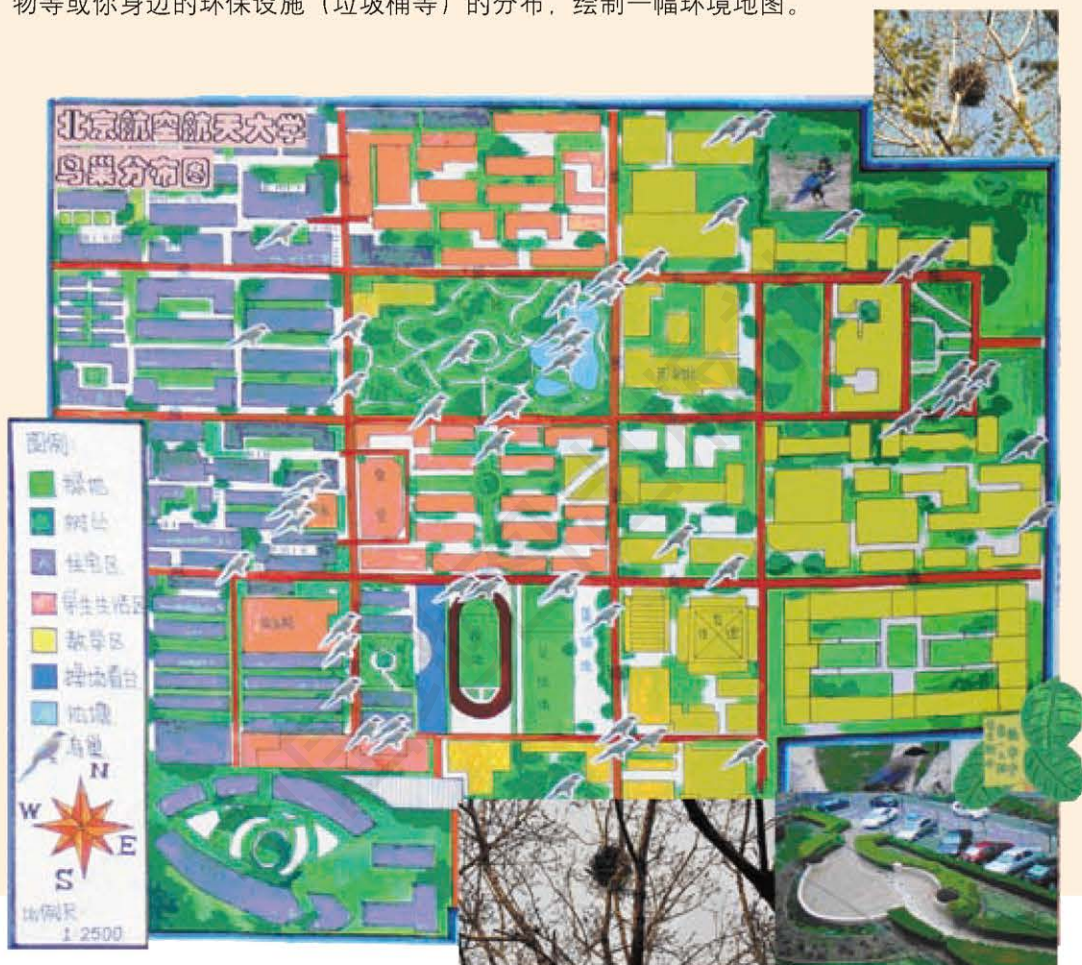 物等或你身边的环保设施（垃圾桶等）的分布，绘制一幅环境地图。
北京航空航天大学
鸟巢分布图
图例:
绿地
树丛
住宅区
学生生活区
教学区
操场看台
池塘
鸟巢
N
W
E
S
比例尺
1:2500